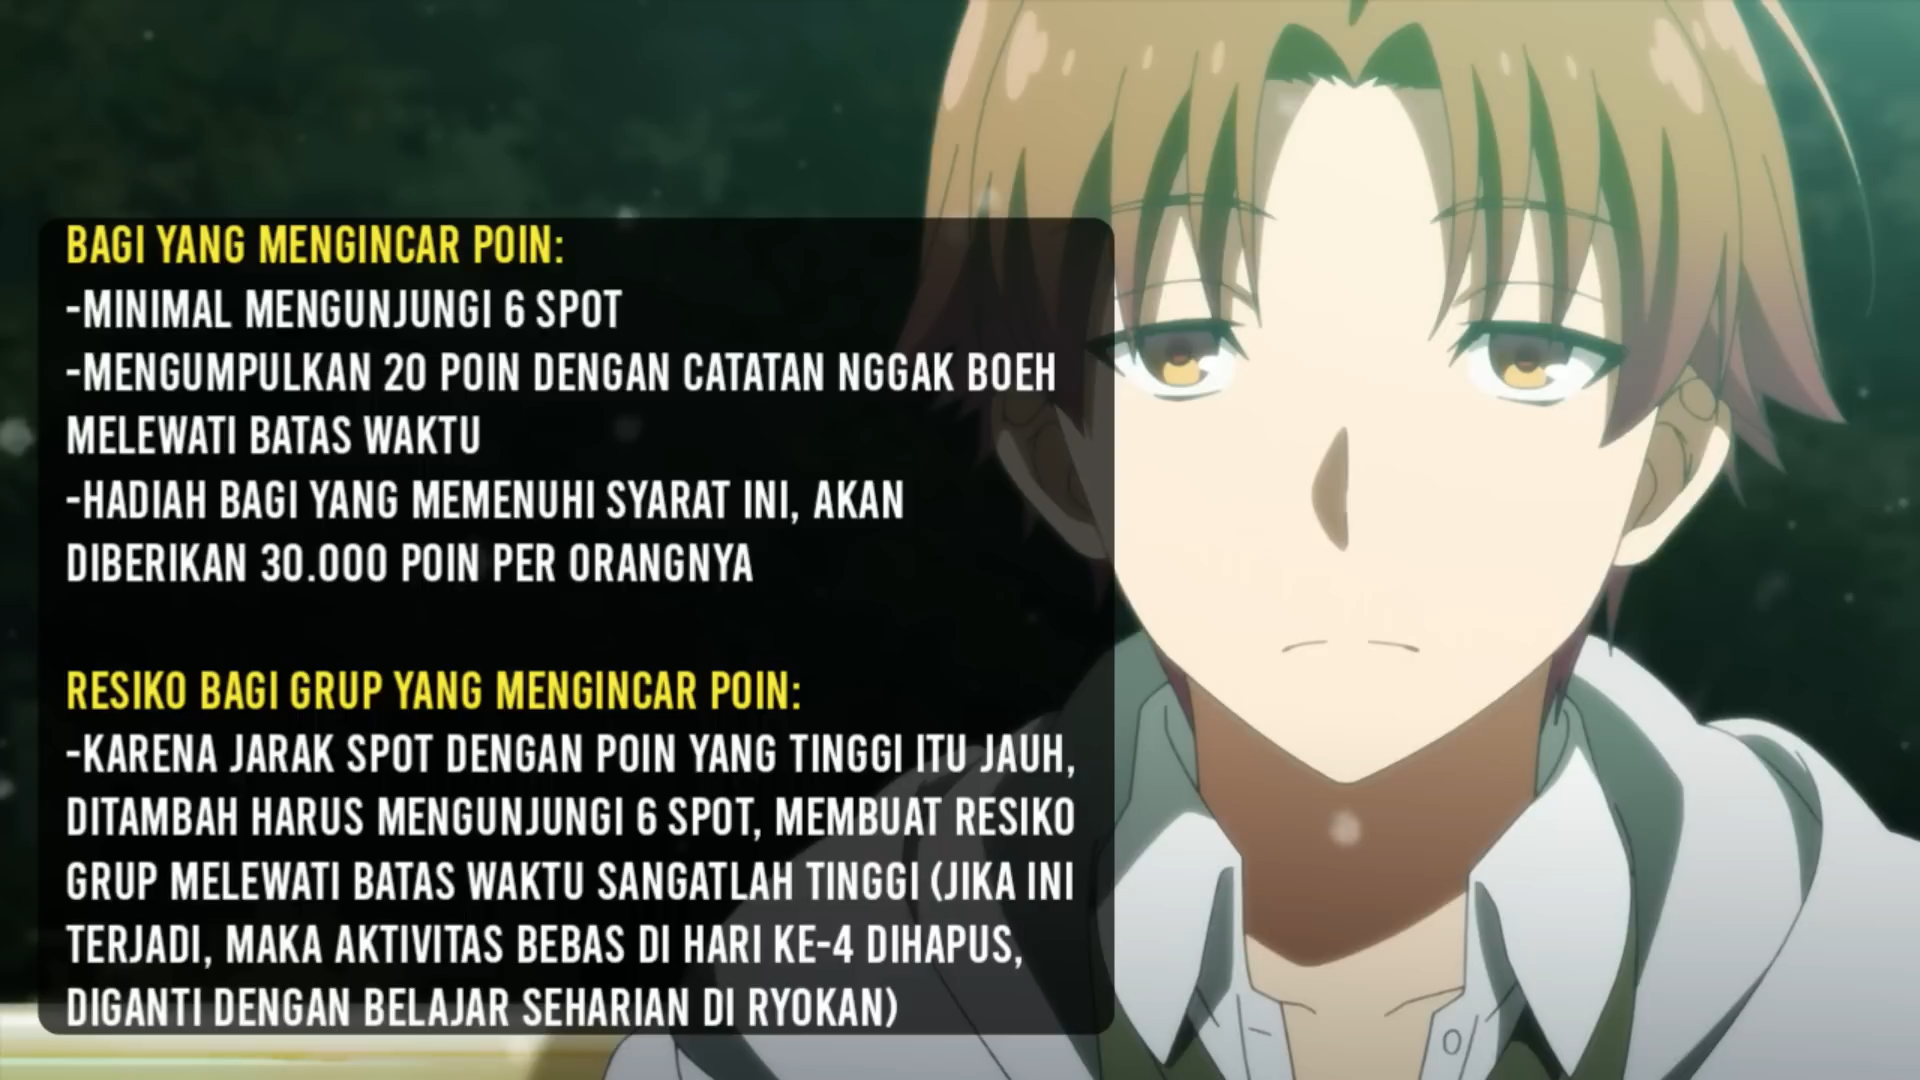 BAGI YANG MENGINCAR POIN:
-MINIMAL MENGUNJUNGI 6 SPOT
-MENGUMPULKAN 20 POIN DENGAN CATATAN NGGAK BOEH
MELEWATI BATAS WAKTU
-HADIAH BAGI YANG MEMENUHI SYARAT INI, AKAN
DIBERIKAN 30.000 POIN PER ORANGNYA
RESIKO BAGI GRUP YANG MENGINCAR POIN:
-KARENA JARAK SPOT DENGAN POIN YANG TINGGI ITU JAUH,
DITAMBAH HARUS MENGUNJUNGI 6 SPOT, MEMBUAT RESIKO
GRUP MELEWATI BATAS WAKTU SANGATLAH TINGGI (JIKA INI
TERJADI, MAKA AKTIVITAS BEBAS DI HARI KE-4 DIHAPUS,
DIGANTI DENGAN BELAJAR SEHARIAN DI RYOKAN)